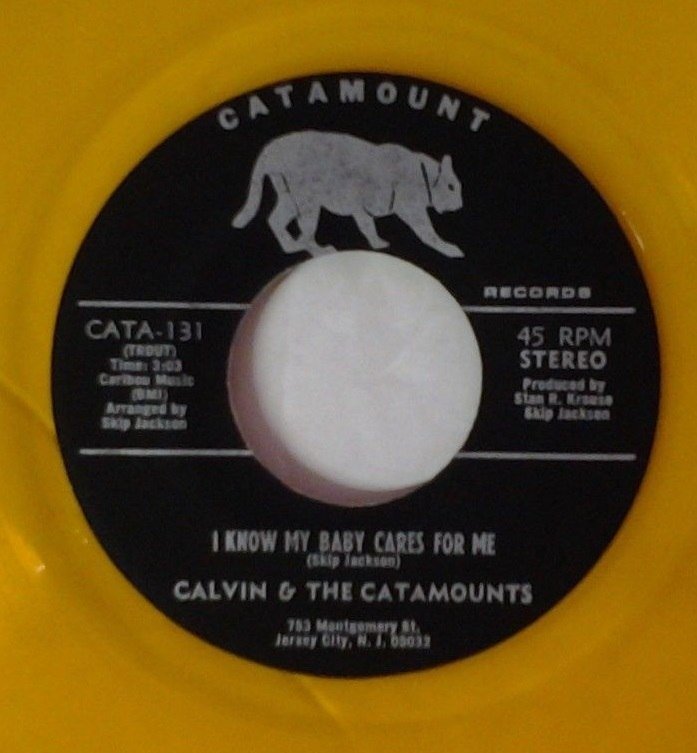 CATAMOUNT
RECORDS
CATA-131
(TROUT)
Time: 3:03
Caribou Music
(BMI)
Arranged by
Skip Jackson
45 RPM
STEREO
Produced by
Stan R. Krause
Skip Jackson
I KNOW MY BABY CARES FOR ME
(Skip Jackson)
CALVIN & THE CATAMOUNTS
753 Montgomery St.
Jersey City, N. J.